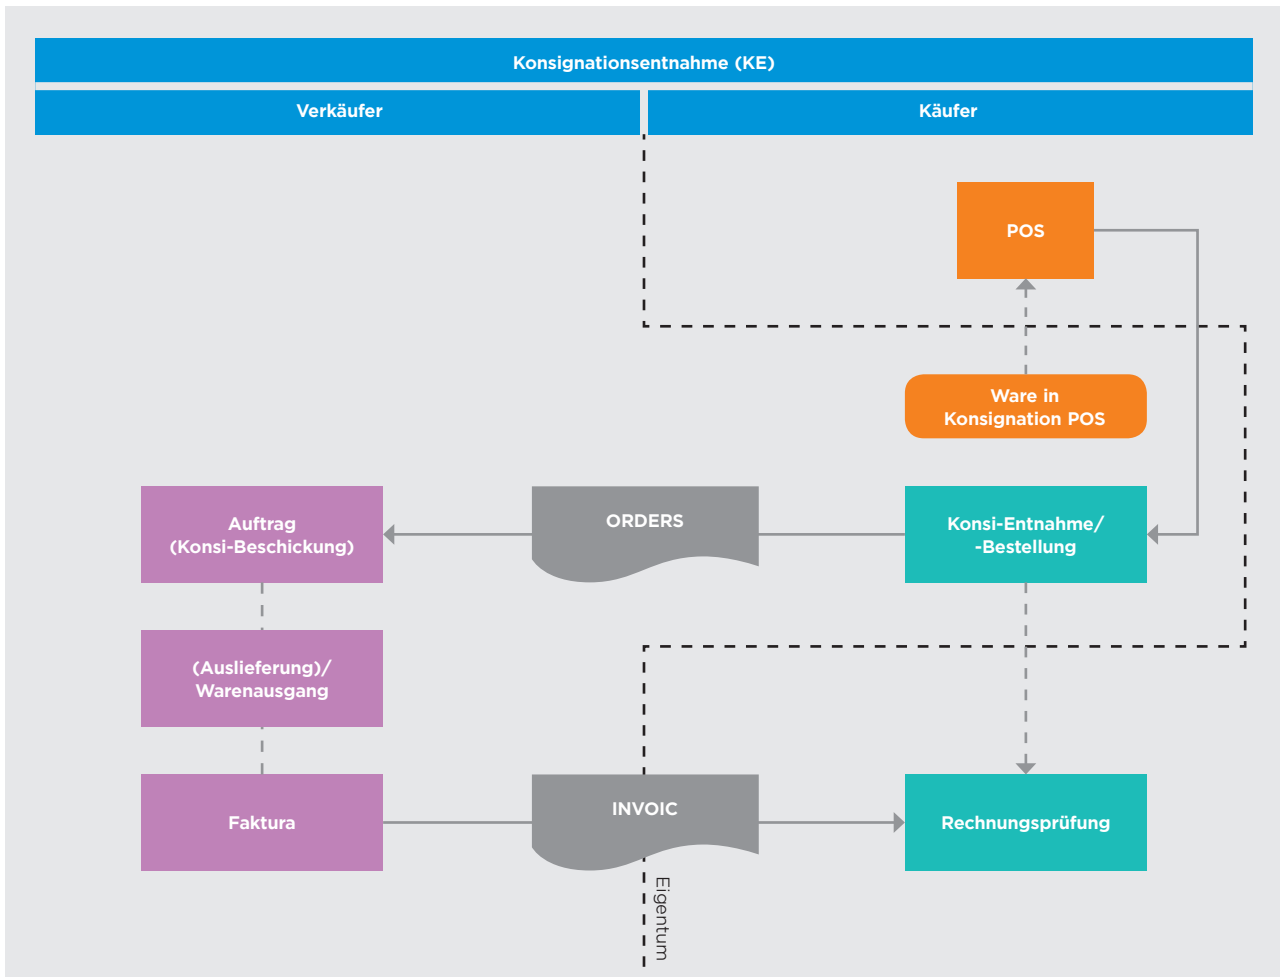 Konsignationsentnahme (KE)
Verkäufer
Käufer
POS
Ware in
Konsignation POS
Auftrag
(Konsi-Beschickung)
ORDERS
Konsi-Entnahme/
-Bestellung
(Auslieferung)/
Warenausgang
Faktura
INVOIC
Rechnungsprüfung
Eigentum